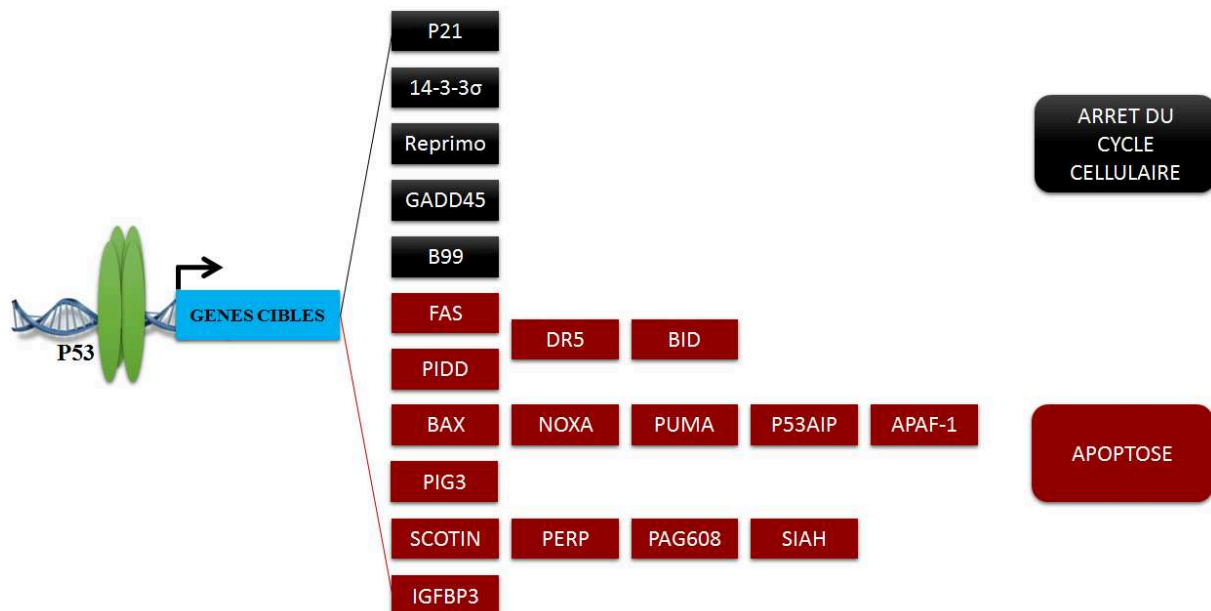 P21
14-3-3σ
ARRET DU
CYCLE
CELLULAIRE
Reprimo
GADD45
B99
GENES CIBLES
P53
FAS
DR5 BID
PIDD
BAX NOXA PUMA P53AIP APAF-1
APOPTOSE
PIG3
SCOTIN PERP PAG608 SIAH
IGFBP3